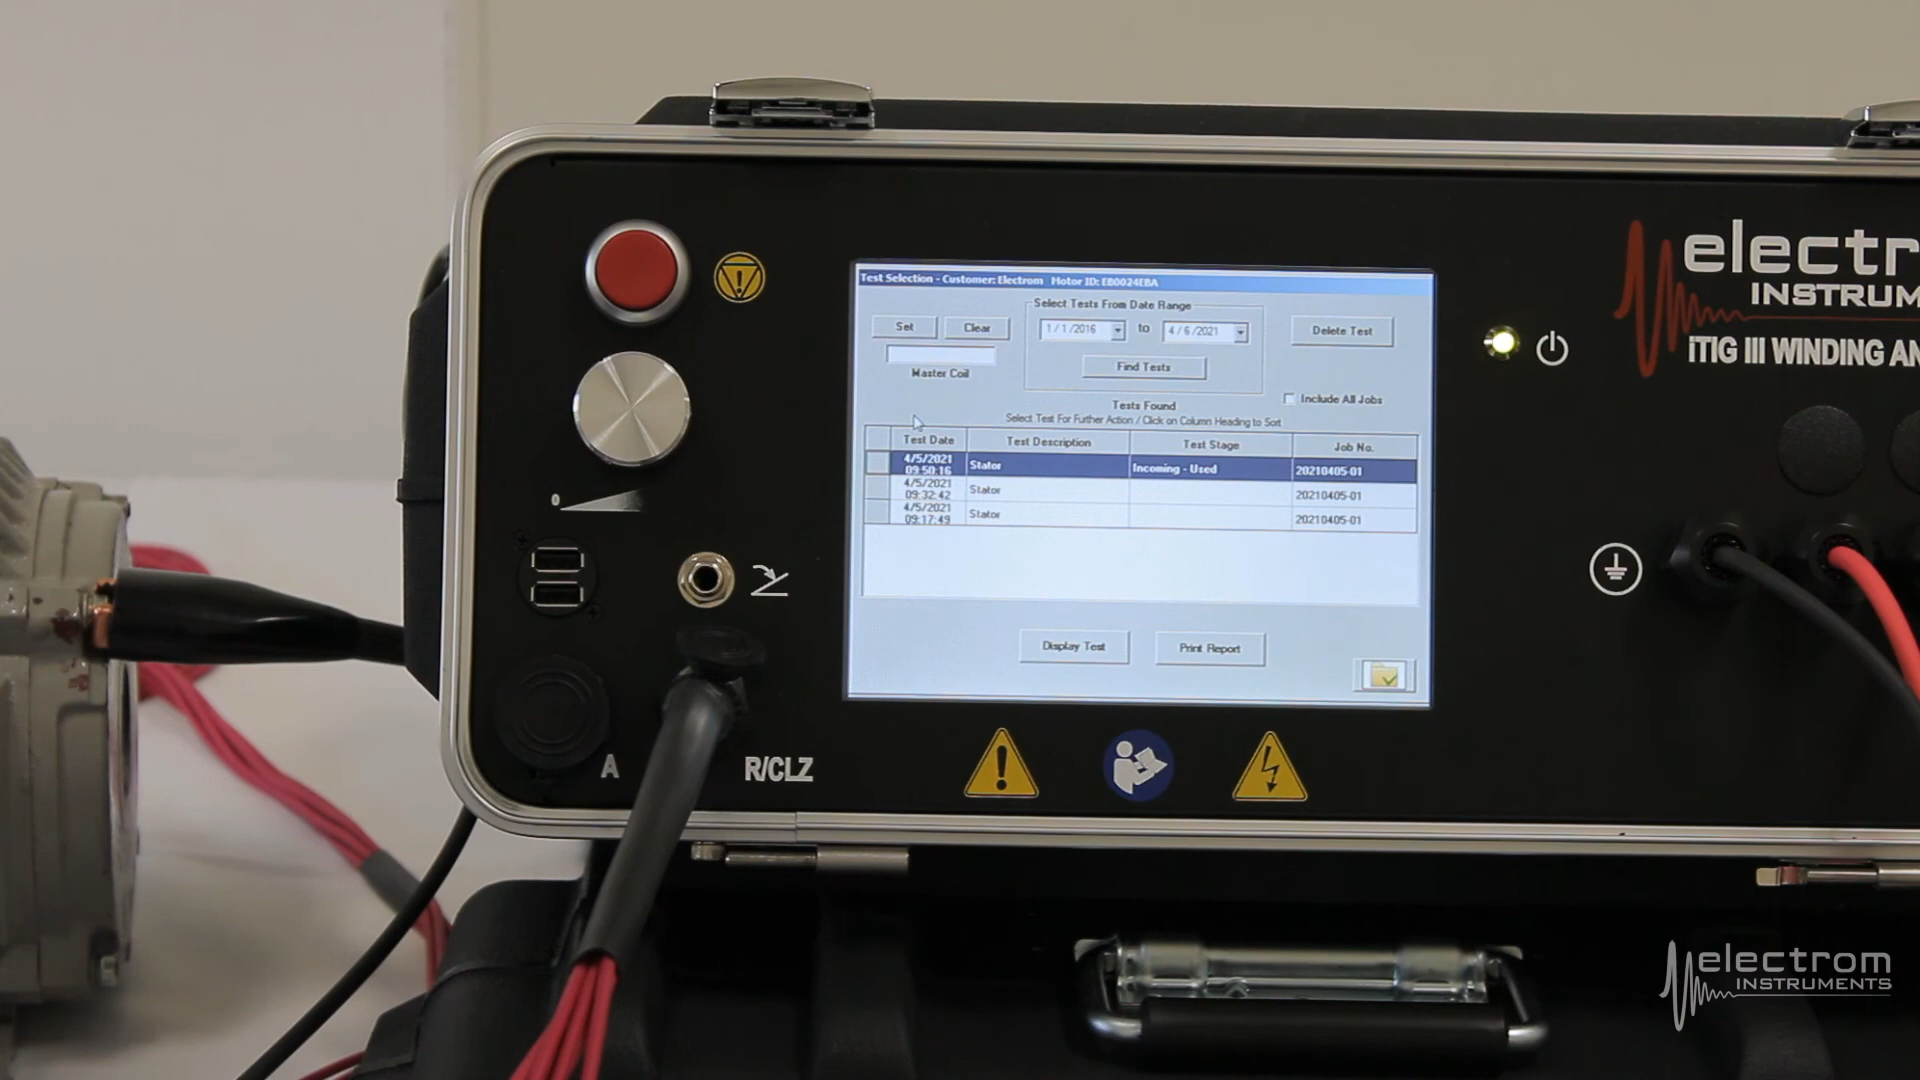 Test Selection - Customer: Electrom Motor ID: EB0024EBA
Select Tests From Date Range
Set
Clear
1 / 1 /2016
to
4 / 6 /2021
Delete Test
Master Coil
Find Tests
Include All Jobs
Tests Found
Select Test For Further Action / Click on Column Heading to Sort
Test Date Test Description Test Stage Job No.
4/5/2021
09:50:16 Stator Incoming - Used 20210405-01
4/5/2021
09:32:42 Stator 20210405-01
4/5/2021
09:17:49 Stator 20210405-01
Display Test
Print Report
0
A
R/CLZ
electr
INSTRUM
iTIG III WINDING AN
electrom
INSTRUMENTS